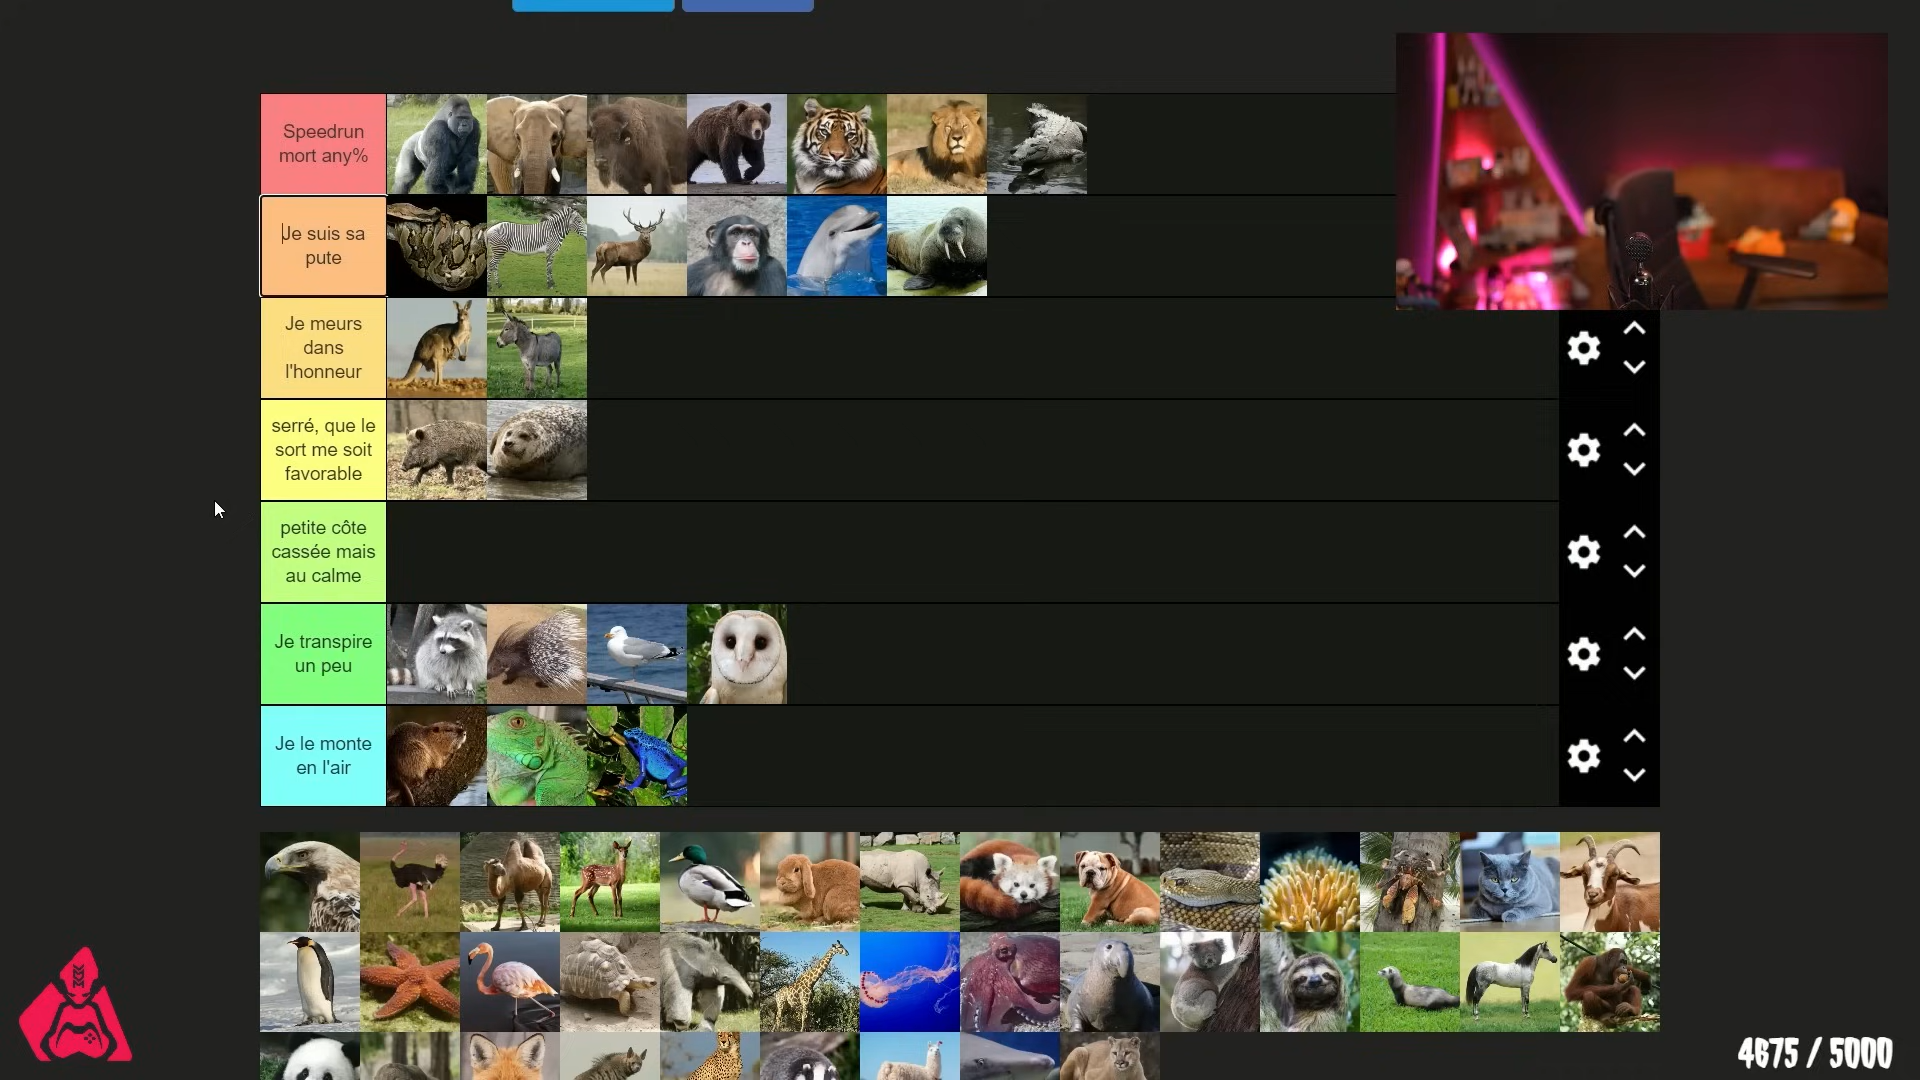 Speedrun
mort any%
Je suis sa
pute
Je meurs
dans
l'honneur
serré, que le
sort me soit
favorable
petite côte
cassée mais
au calme
Je transpire
un peu
Je le monte
en l'air
4675 / 5000